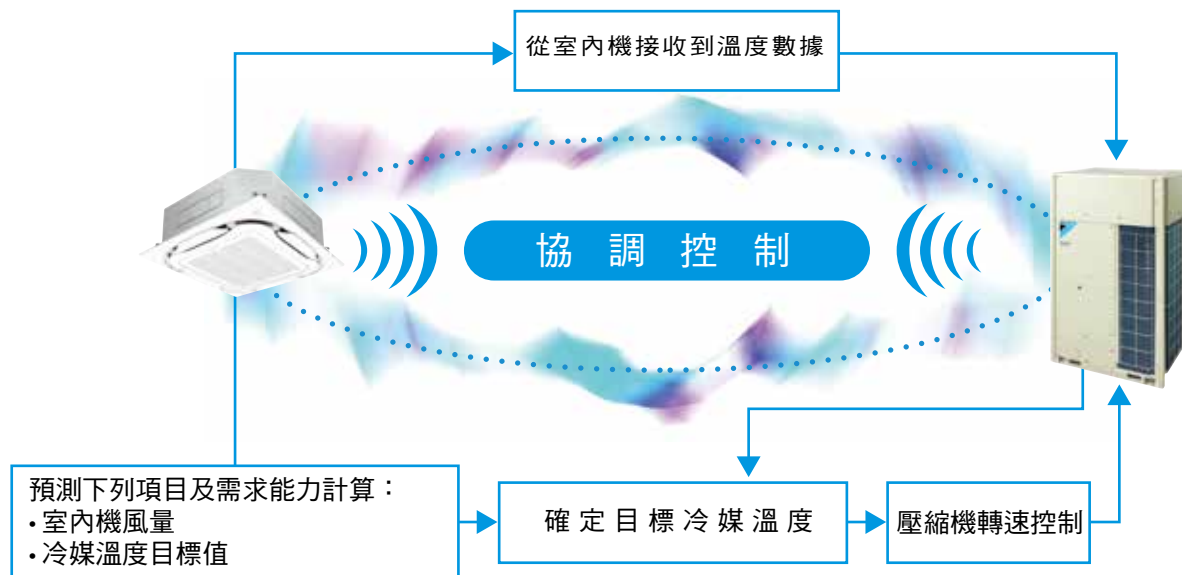 從室內機接收到溫度數據
協調控制
預測下列項目及需求能力計算：
•室內機風量
•冷媒溫度目標值
確定目標冷媒溫度
壓縮機轉速控制